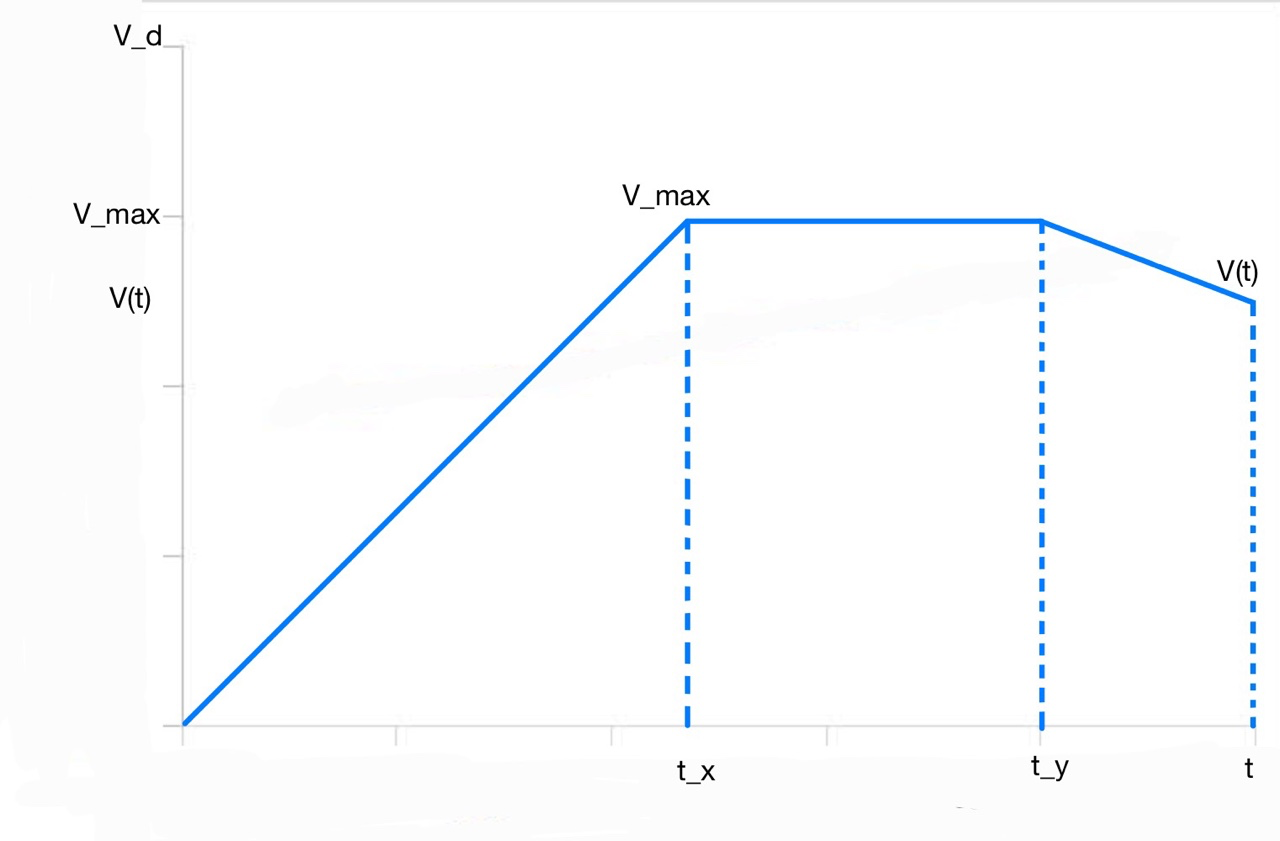 V_d
V_max
V_max
V(t)
V(t)
t_x
t_y
t